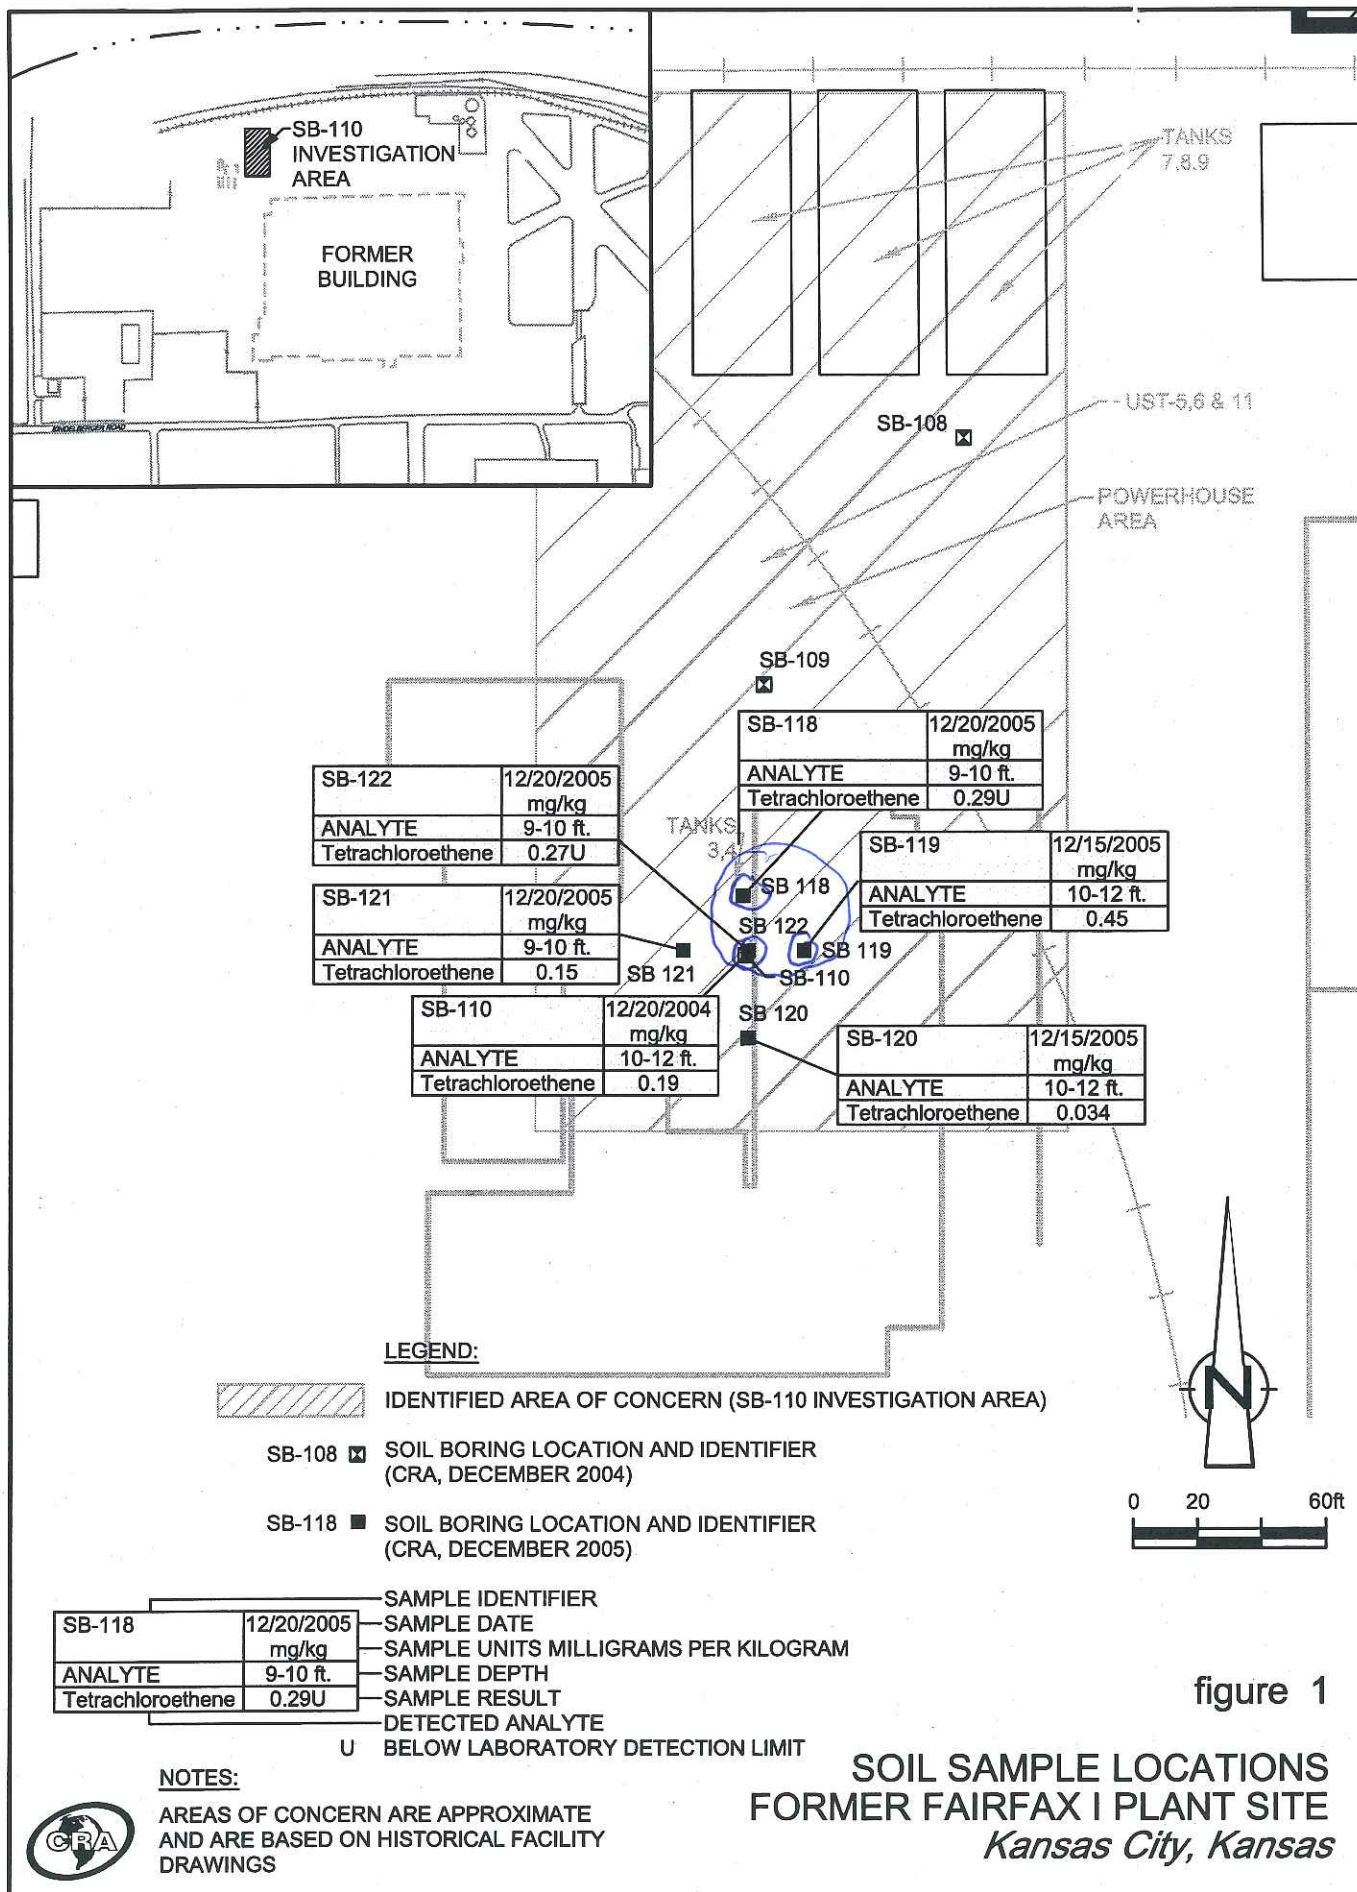 SB-110
INVESTIGATION
AREA
FORMER
BUILDING
TANKS
7,8,9
UST-5,6 & 11
SB-108
POWERHOUSE
AREA
SB-109
SB-118 12/20/2005
mg/kg
ANALYTE 9-10 ft.
Tetrachloroethene 0.29U
SB-122 12/20/2005
mg/kg
ANALYTE 9-10 ft.
Tetrachloroethene 0.27U
TANKS
3,4
SB-119 12/15/2005
mg/kg
ANALYTE 10-12 ft.
Tetrachloroethene 0.45
SB-121 12/20/2005
mg/kg
ANALYTE 9-10 ft.
Tetrachloroethene 0.15
SB 118
SB 122
SB 119
SB 121
SB-110
SB-110 12/20/2004
mg/kg
ANALYTE 10-12 ft.
Tetrachloroethene 0.19
SB 120
SB-120 12/15/2005
mg/kg
ANALYTE 10-12 ft.
Tetrachloroethene 0.034
LEGEND:
IDENTIFIED AREA OF CONCERN (SB-110 INVESTIGATION AREA)
SB-108 SOIL BORING LOCATION AND IDENTIFIER
(CRA, DECEMBER 2004)
SB-118 SOIL BORING LOCATION AND IDENTIFIER
(CRA, DECEMBER 2005)
N
0 20 60ft
SAMPLE IDENTIFIER
SB-118 12/20/2005 SAMPLE DATE
mg/kg SAMPLE UNITS MILLIGRAMS PER KILOGRAM
ANALYTE 9-10 ft. SAMPLE DEPTH
Tetrachloroethene 0.29U SAMPLE RESULT
DETECTED ANALYTE
U BELOW LABORATORY DETECTION LIMIT
figure 1
NOTES:
AREAS OF CONCERN ARE APPROXIMATE
AND ARE BASED ON HISTORICAL FACILITY
DRAWINGS
CRA
SOIL SAMPLE LOCATIONS
FORMER FAIRFAX I PLANT SITE
Kansas City, Kansas